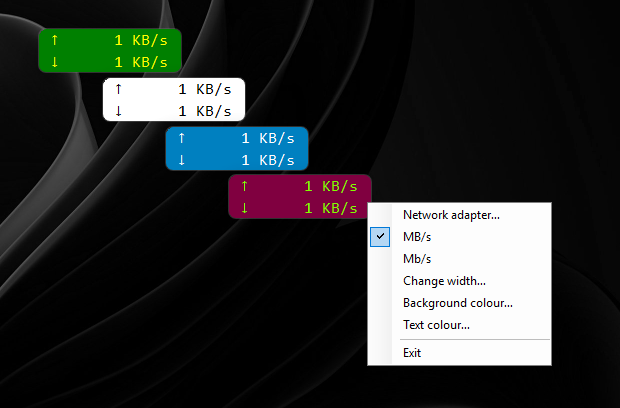 ↑ 1 KB/s
↓ 1 KB/s
↑ 1 KB/s
↓ 1 KB/s
↑ 1 KB/s
↓ 1 KB/s
↑ 1 KB/s
↓ 1 KB/s
Network adapter...
MB/s
Mb/s
Change width...
Background colour...
Text colour...
Exit